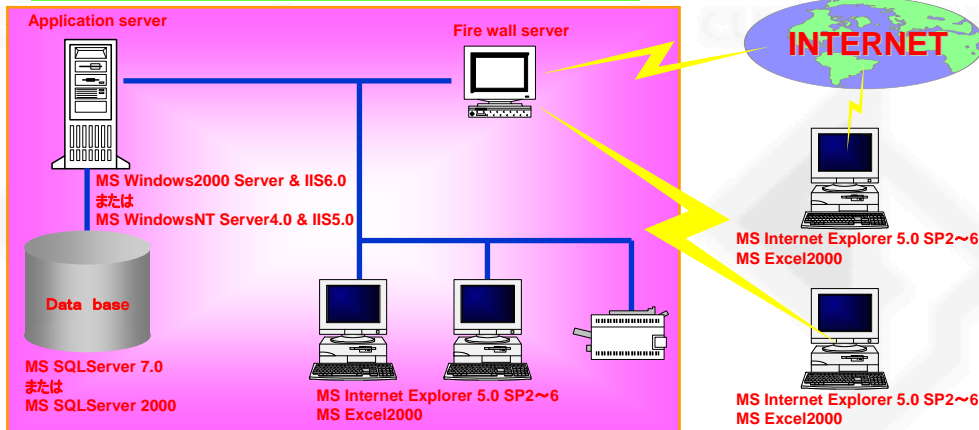 Application server
Fire wall server
INTERNET
MS Windows2000 Server & IIS6.0
または
MS WindowsNT Server4.0 & IIS5.0
Data base
MS SQLServer 7.0
または
MS SQLServer 2000
MS Internet Explorer 5.0 SP2～6
MS Excel2000
MS Internet Explorer 5.0 SP2～6
MS Excel2000
MS Internet Explorer 5.0 SP2～6
MS Excel2000